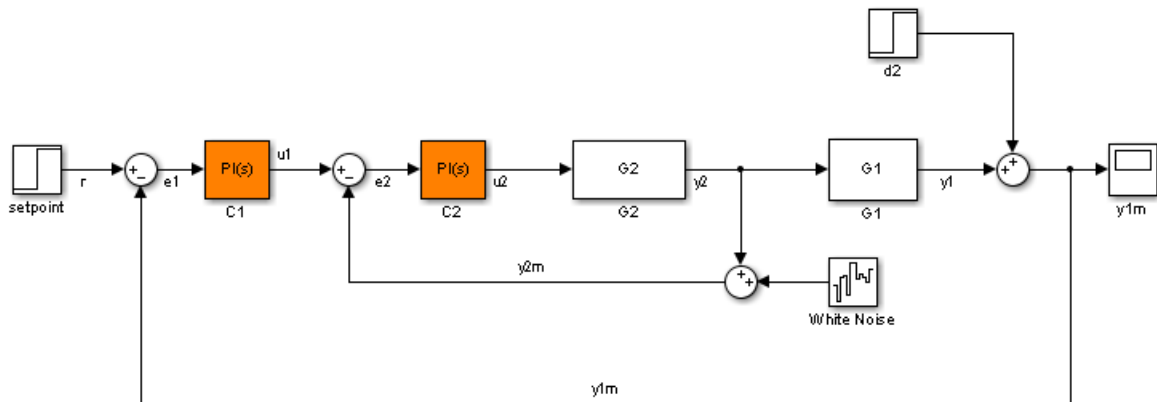 d2
setpoint
r
e1
PI(s)
C1
u1
e2
PI(s)
C2
u2
G2
G2
y2
G1
G1
y1
y1m
y2m
White Noise
y1m